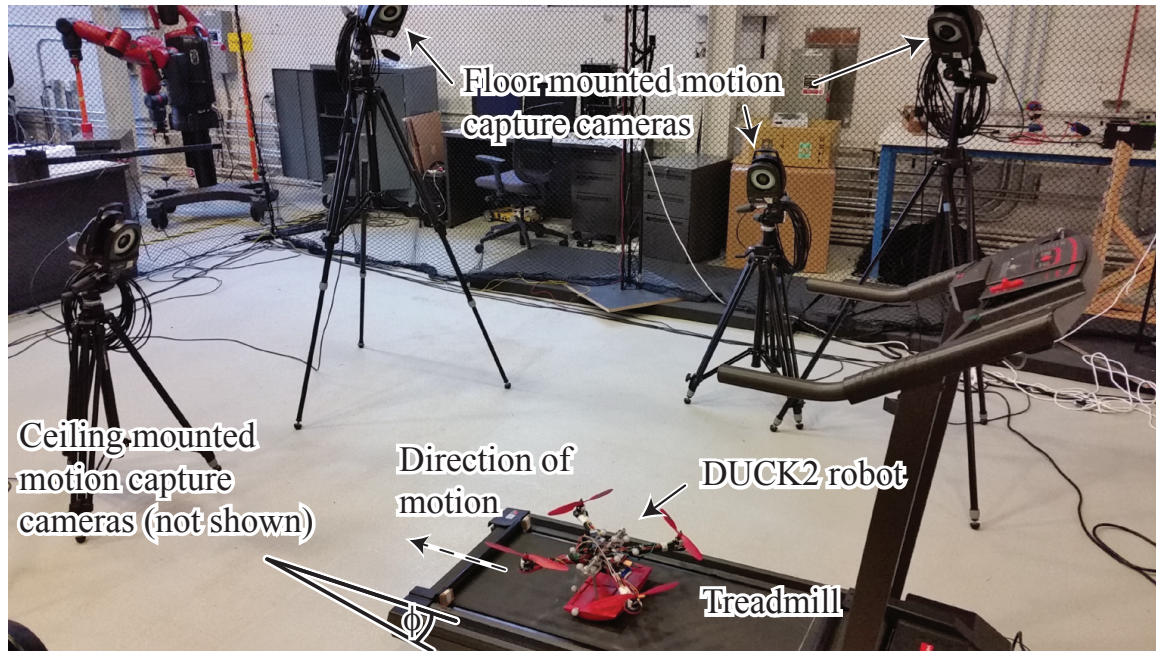 Floor mounted motion
capture cameras
Ceiling mounted
motion capture
cameras (not shown)
Direction of
motion
DUCK2 robot
Treadmill
ϕ